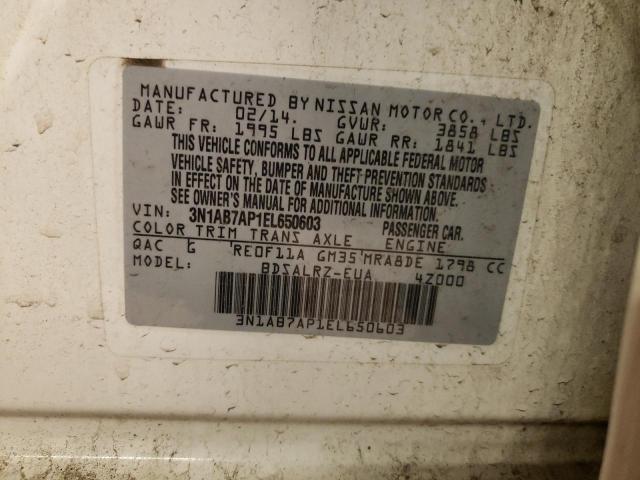 MANUFACTURED BY NISSAN MOTOR CO., LTD.
DATE: 02/14. GVWR: 3858 LBS
GAWR FR: 1995 LBS GAWR RR: 1841 LBS
THIS VEHICLE CONFORMS TO ALL APPLICABLE FEDERAL MOTOR
VEHICLE SAFETY, BUMPER AND THEFT PREVENTION STANDARDS
IN EFFECT ON THE DATE OF MANUFACTURE SHOWN ABOVE.
SEE OWNER'S MANUAL FOR ADDITIONAL INFORMATION.
VIN: 3N1AB7AP1EL650603 PASSENGER CAR.
COLOR TRIM TRANS AXLE ENGINE
QAC G RE0F11A GM35 MRA8DE 1798 CC
MODEL: BDSALRZ-EUA 4Z000
3N1AB7AP1EL650603